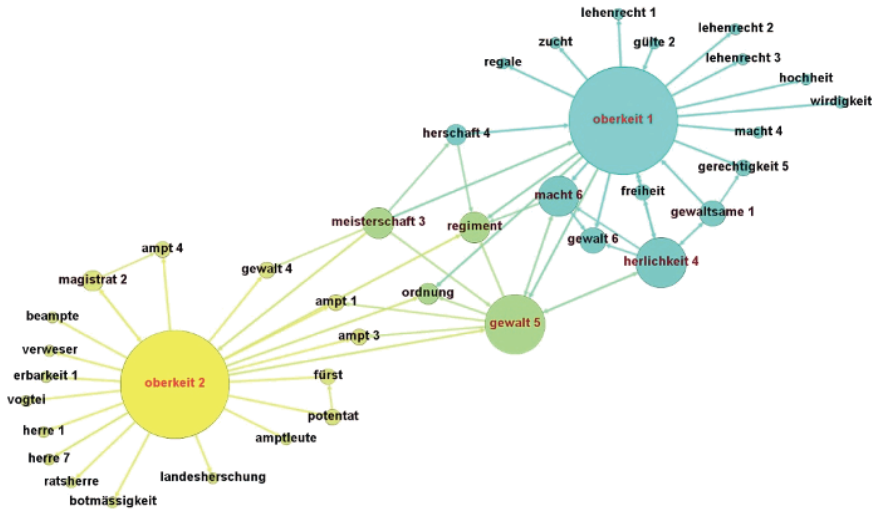 lehenrecht 1
lehenrecht 2
zucht
gülte 2
lehenrecht 3
regale
hochheit
wirdigkeit
oberkeit 1
herschaft 4
macht 4
gerechtigkeit 5
freiheit
macht 6
gewaltsame 1
meisterschaft 3
regiment
gewalt 6
ampt 4
herlichkeit 4
gewalt 4
magistrat 2
ordnung
ampt 1
beampte
gewalt 5
ampt 3
verweser
erbarkeit 1
fürst
oberkeit 2
vogtei
potentat
herre 1
amptleute
herre 7
landesherschung
ratsherre
botmässigkeit